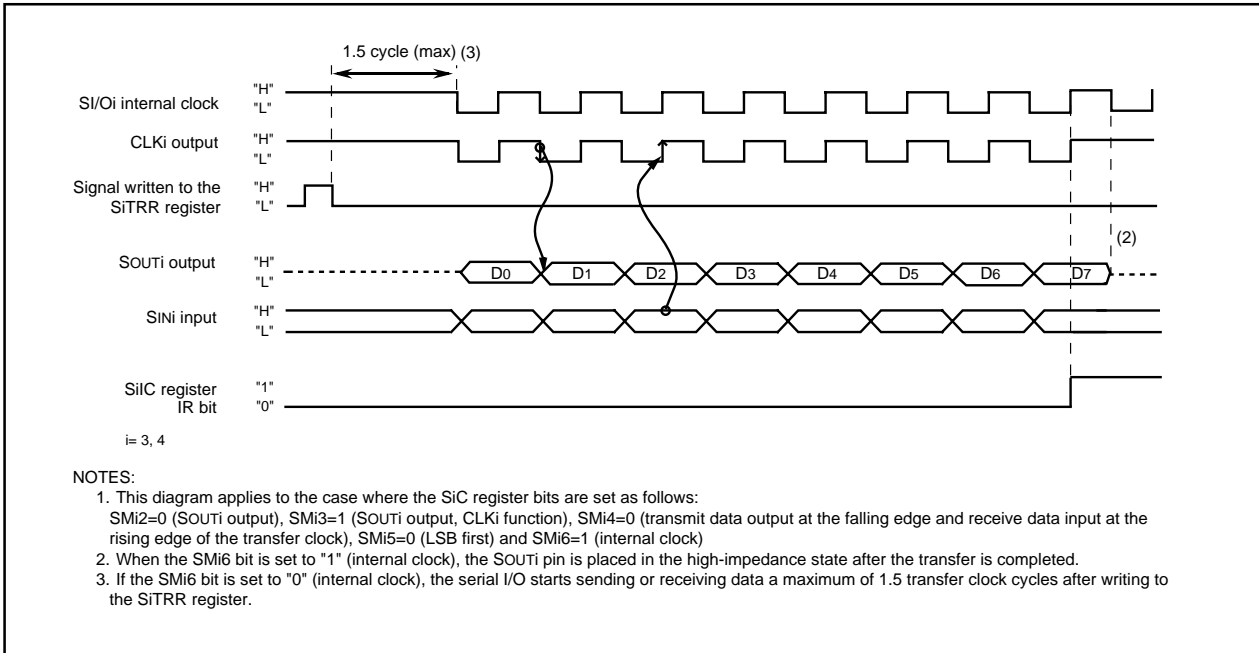 1.5 cycle (max) (3)
SI/Oi internal clock "H" "L"
CLKi output "H" "L"
Signal written to the SiTRR register "H" "L"
(2)
SOUTi output "H" "L" D0 D1 D2 D3 D4 D5 D6 D7
SINi input "H" "L"
SiIC register IR bit "1" "0"
i= 3, 4
NOTES:
1. This diagram applies to the case where the SiC register bits are set as follows:
SMi2=0 (SOUTi output), SMi3=1 (SOUTi output, CLKi function), SMi4=0 (transmit data output at the falling edge and receive data input at the
rising edge of the transfer clock), SMi5=0 (LSB first) and SMi6=1 (internal clock)
2. When the SMi6 bit is set to "1" (internal clock), the SOUTi pin is placed in the high-impedance state after the transfer is completed.
3. If the SMi6 bit is set to "0" (internal clock), the serial I/O starts sending or receiving data a maximum of 1.5 transfer clock cycles after writing to
the SiTRR register.